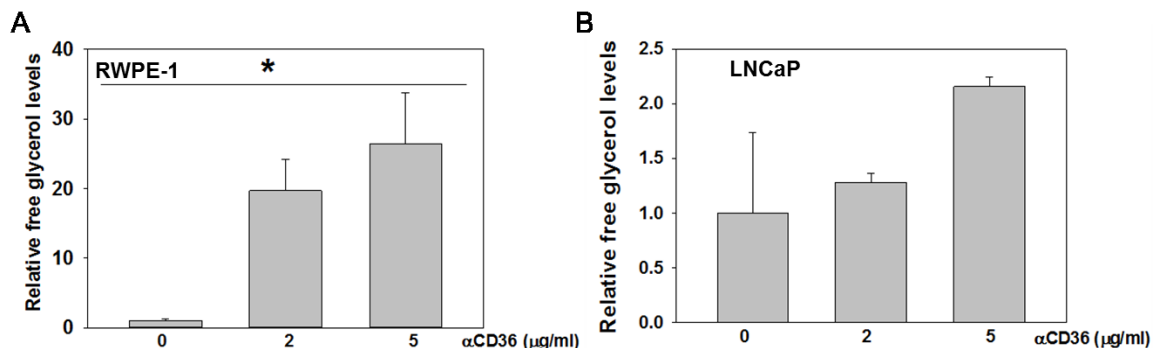 A
Relative free glycerol levels
50
40
30
20
10
0
RWPE-1
*
0 2 5 αCD36 (μg/ml)
B
Relative free glycerol levels
2.5
2.0
1.5
1.0
0.5
0.0
LNCaP
0 2 5 αCD36 (μg/ml)